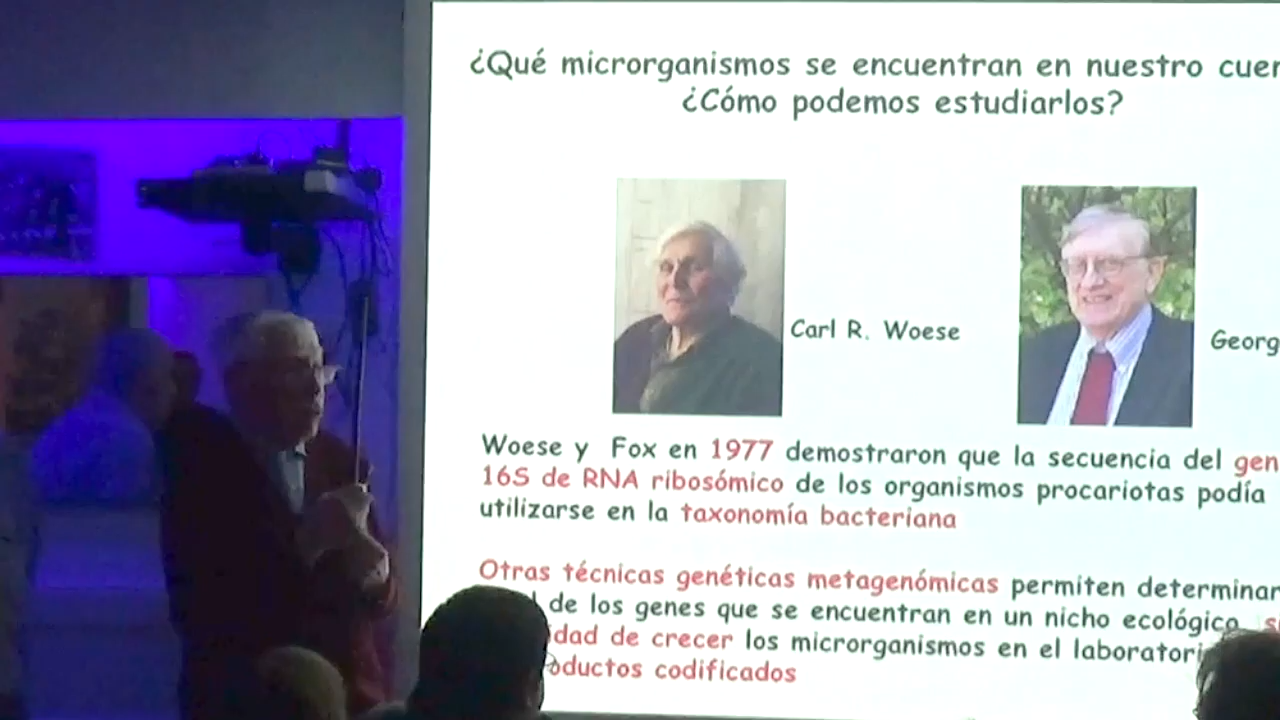 ¿Qué microrganismos se encuentran en nuestro cuer
¿Cómo podemos estudiarlos?
Carl R. Woese
Georg
Woese y Fox en 1977 demostraron que la secuencia del gen
16S de RNA ribosómico de los organismos procariotas podía
utilizarse en la taxonomía bacteriana
Otras técnicas genéticas metagenómicas permiten determinar
de los genes que se encuentran en un nicho ecológico
idad de crecer los microrganismos en el laboratori
oductos codificados